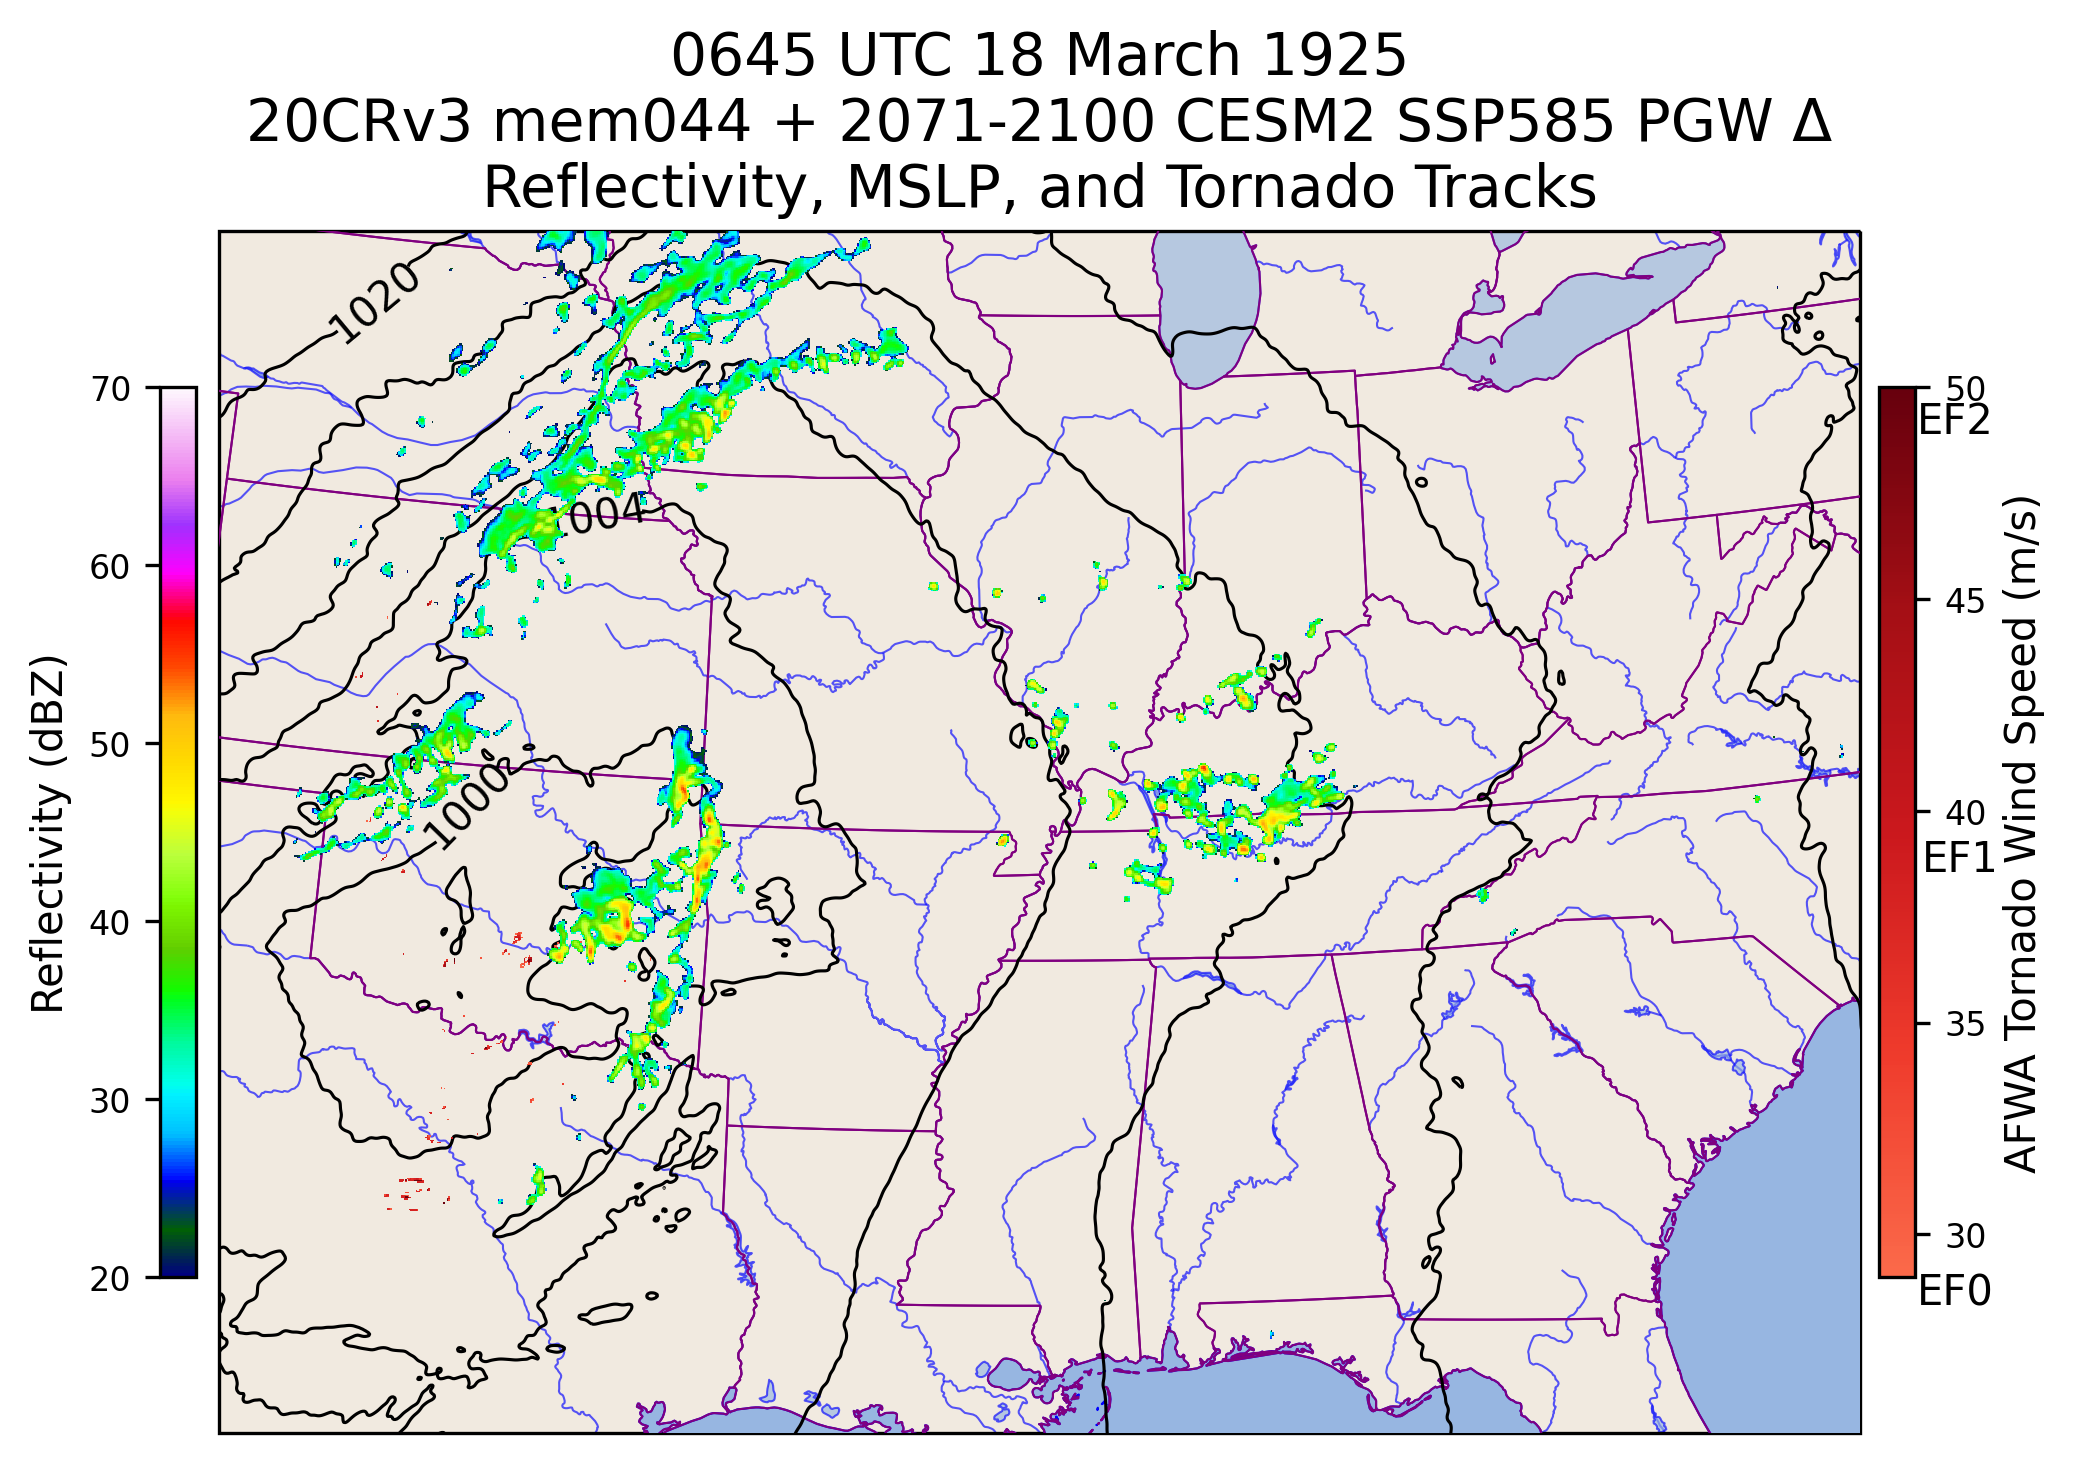 0645 UTC 18 March 1925
20CRv3 mem044 + 2071-2100 CESM2 SSP585 PGW Δ
Reflectivity, MSLP, and Tornado Tracks
1020
1004
1000
70
60
50
40
30
20
Reflectivity (dBZ)
50
EF2
45
40
EF1
35
30
EF0
AFWA Tornado Wind Speed (m/s)